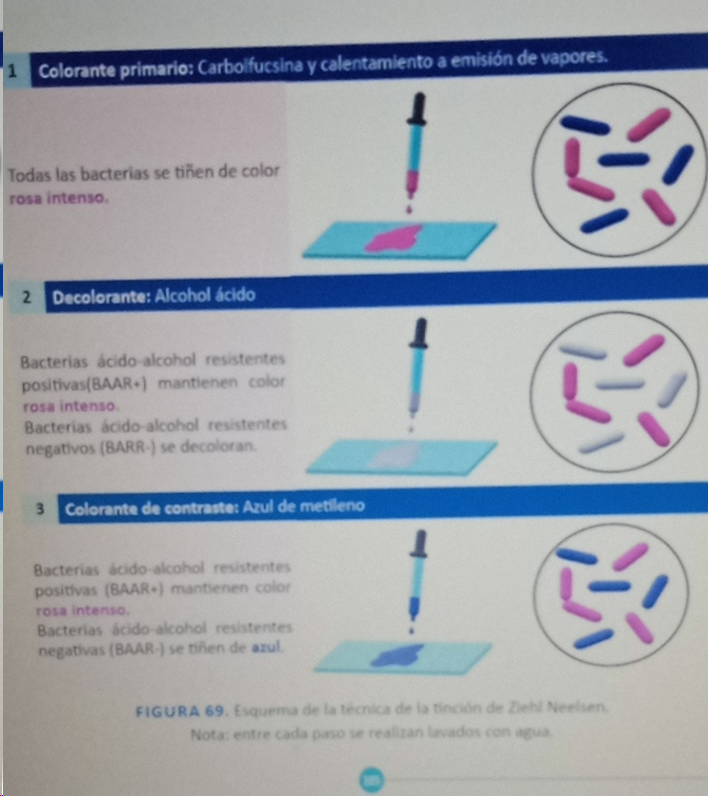 1 Colorante primario: Carbolfucsina y calentamiento a emisión de vapores.
Todas las bacterias se tiñen de color
rosa intenso.
2 Decolorante: Alcohol ácido
Bacterias ácido-alcohol resistentes
positivas(BAAR+) mantienen color
rosa intenso.
Bacterias ácido-alcohol resistentes
negativos (BARR-) se decoloran.
3 Colorante de contraste: Azul de metileno
Bacterias ácido-alcohol resistentes
positivas (BAAR+) mantienen color
rosa intenso.
Bacterias ácido-alcohol resistentes
negativas (BAAR-) se tiñen de azul.
FIGURA 69. Esquema de la técnica de la tinción de Ziehl Neelsen.
Nota: entre cada paso se realizan lavados con agua.